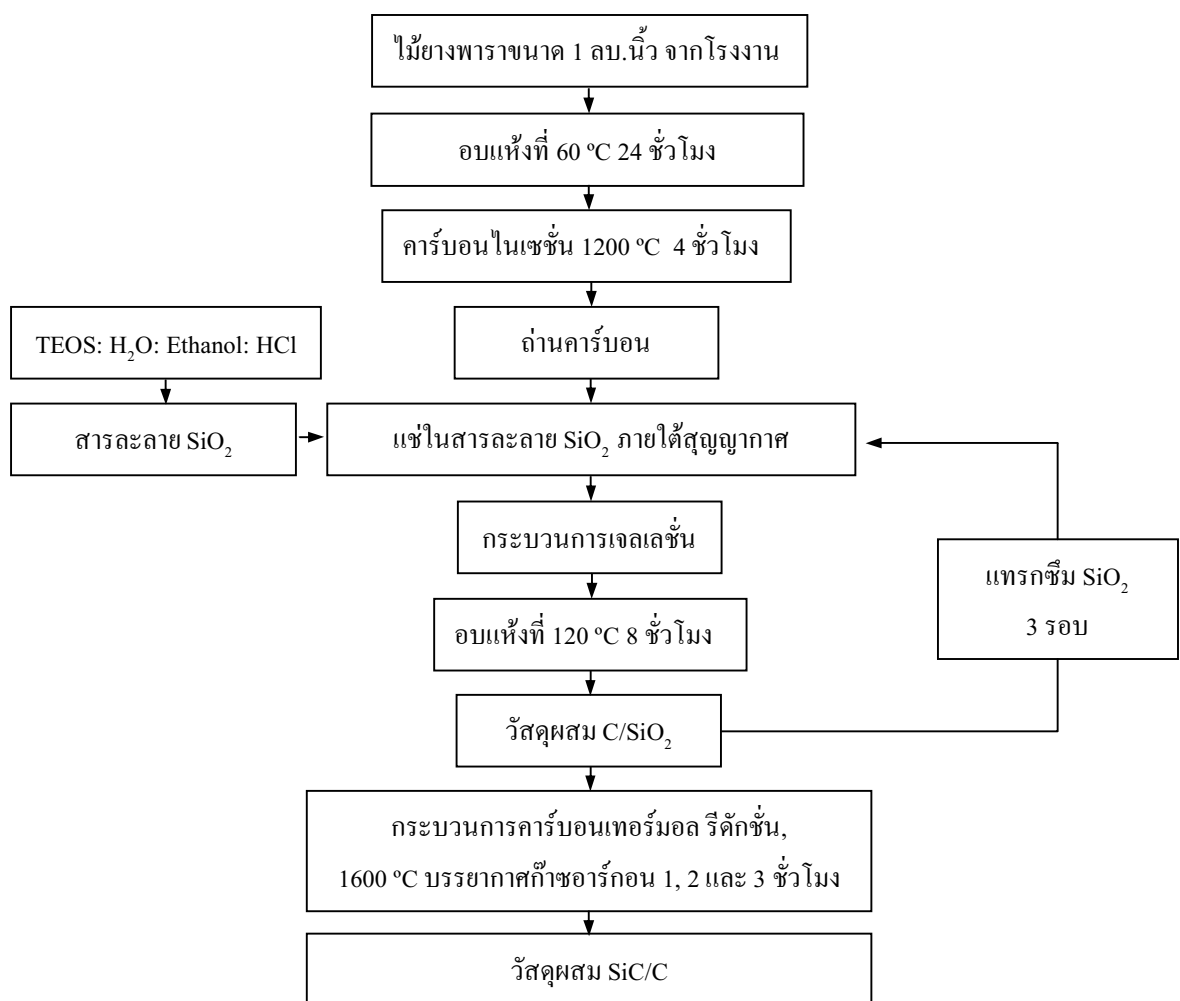 ไม้ยางพาราขนาด 1 ลบ.นิ้ว จากโรงงาน
อบแห้งที่ 60 ºC 24 ชั่วโมง
คาร์บอนไนเซชั่น 1200 ºC 4 ชั่วโมง
TEOS: H₂O: Ethanol: HCl
ถ่านคาร์บอน
สารละลาย SiO₂
แช่ในสารละลาย SiO₂ ภายใต้สุญญากาศ
กระบวนการเจลเลชั่น
แทรกซึม SiO₂
3 รอบ
อบแห้งที่ 120 ºC 8 ชั่วโมง
วัสดุผสม C/SiO₂
กระบวนการคาร์บอนเทอร์มอล รีดักชั่น,
1600 ºC บรรยากาศก๊าซอาร์กอน 1, 2 และ 3 ชั่วโมง
วัสดุผสม SiC/C